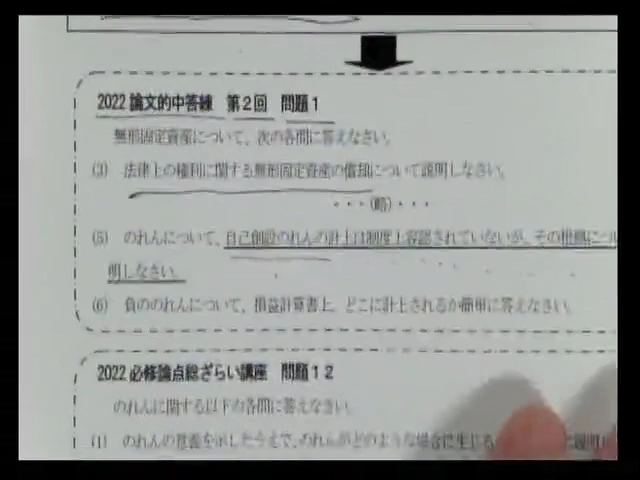 2022 論文的中答練　第２回　問題１
無形固定資産について、次の各問に答えなさい。
(3)　法律上の権利に関する無形固定資産の償却について説明しなさい。
・・・(略)・・・
(5)　のれんについて、自己創設のれんの計上は制度上容認されていないが、その根拠につ
明しなさい。
(6)　負ののれんについて、損益計算書上、どこに計上されるか簡単に答えなさい。
2022 必修論点総ざらい講座　問題１２
のれんに関する以下の各問に答えなさい。
(1)　のれんの意義を示したうえで、のれんがどのような場合に生じる